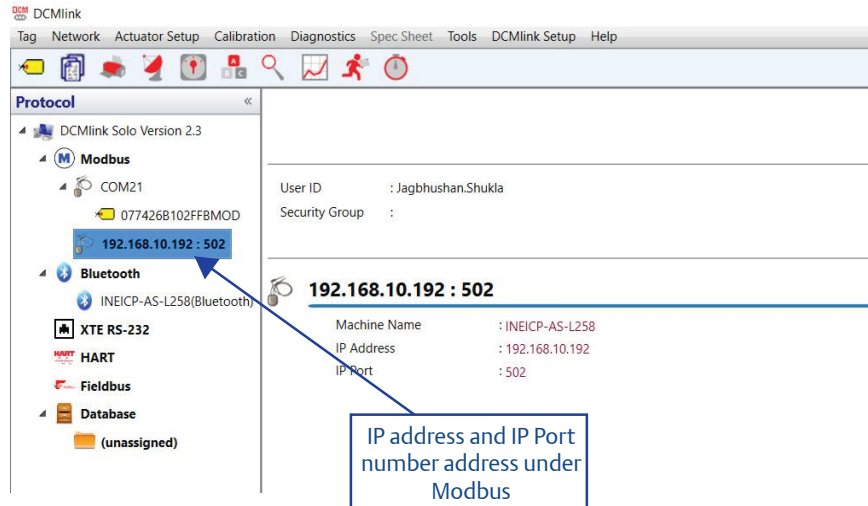 DCM DCMlink
Tag Network Actuator Setup Calibration Diagnostics Spec Sheet Tools DCMlink Setup Help
A
D C
Protocol «
DCMlink Solo Version 2.3
M Modbus
COM21
077426B102FFBMOD
192.168.10.192 : 502
Bluetooth
INEICP-AS-L258(Bluetooth)
XTE RS-232
HART HART
Fieldbus
Database
(unassigned)
User ID : Jagbhushan.Shukla
Security Group :
192.168.10.192 : 502
Machine Name : INEICP-AS-L258
IP Address : 192.168.10.192
IP Port : 502
IP address and IP Port
number address under
Modbus